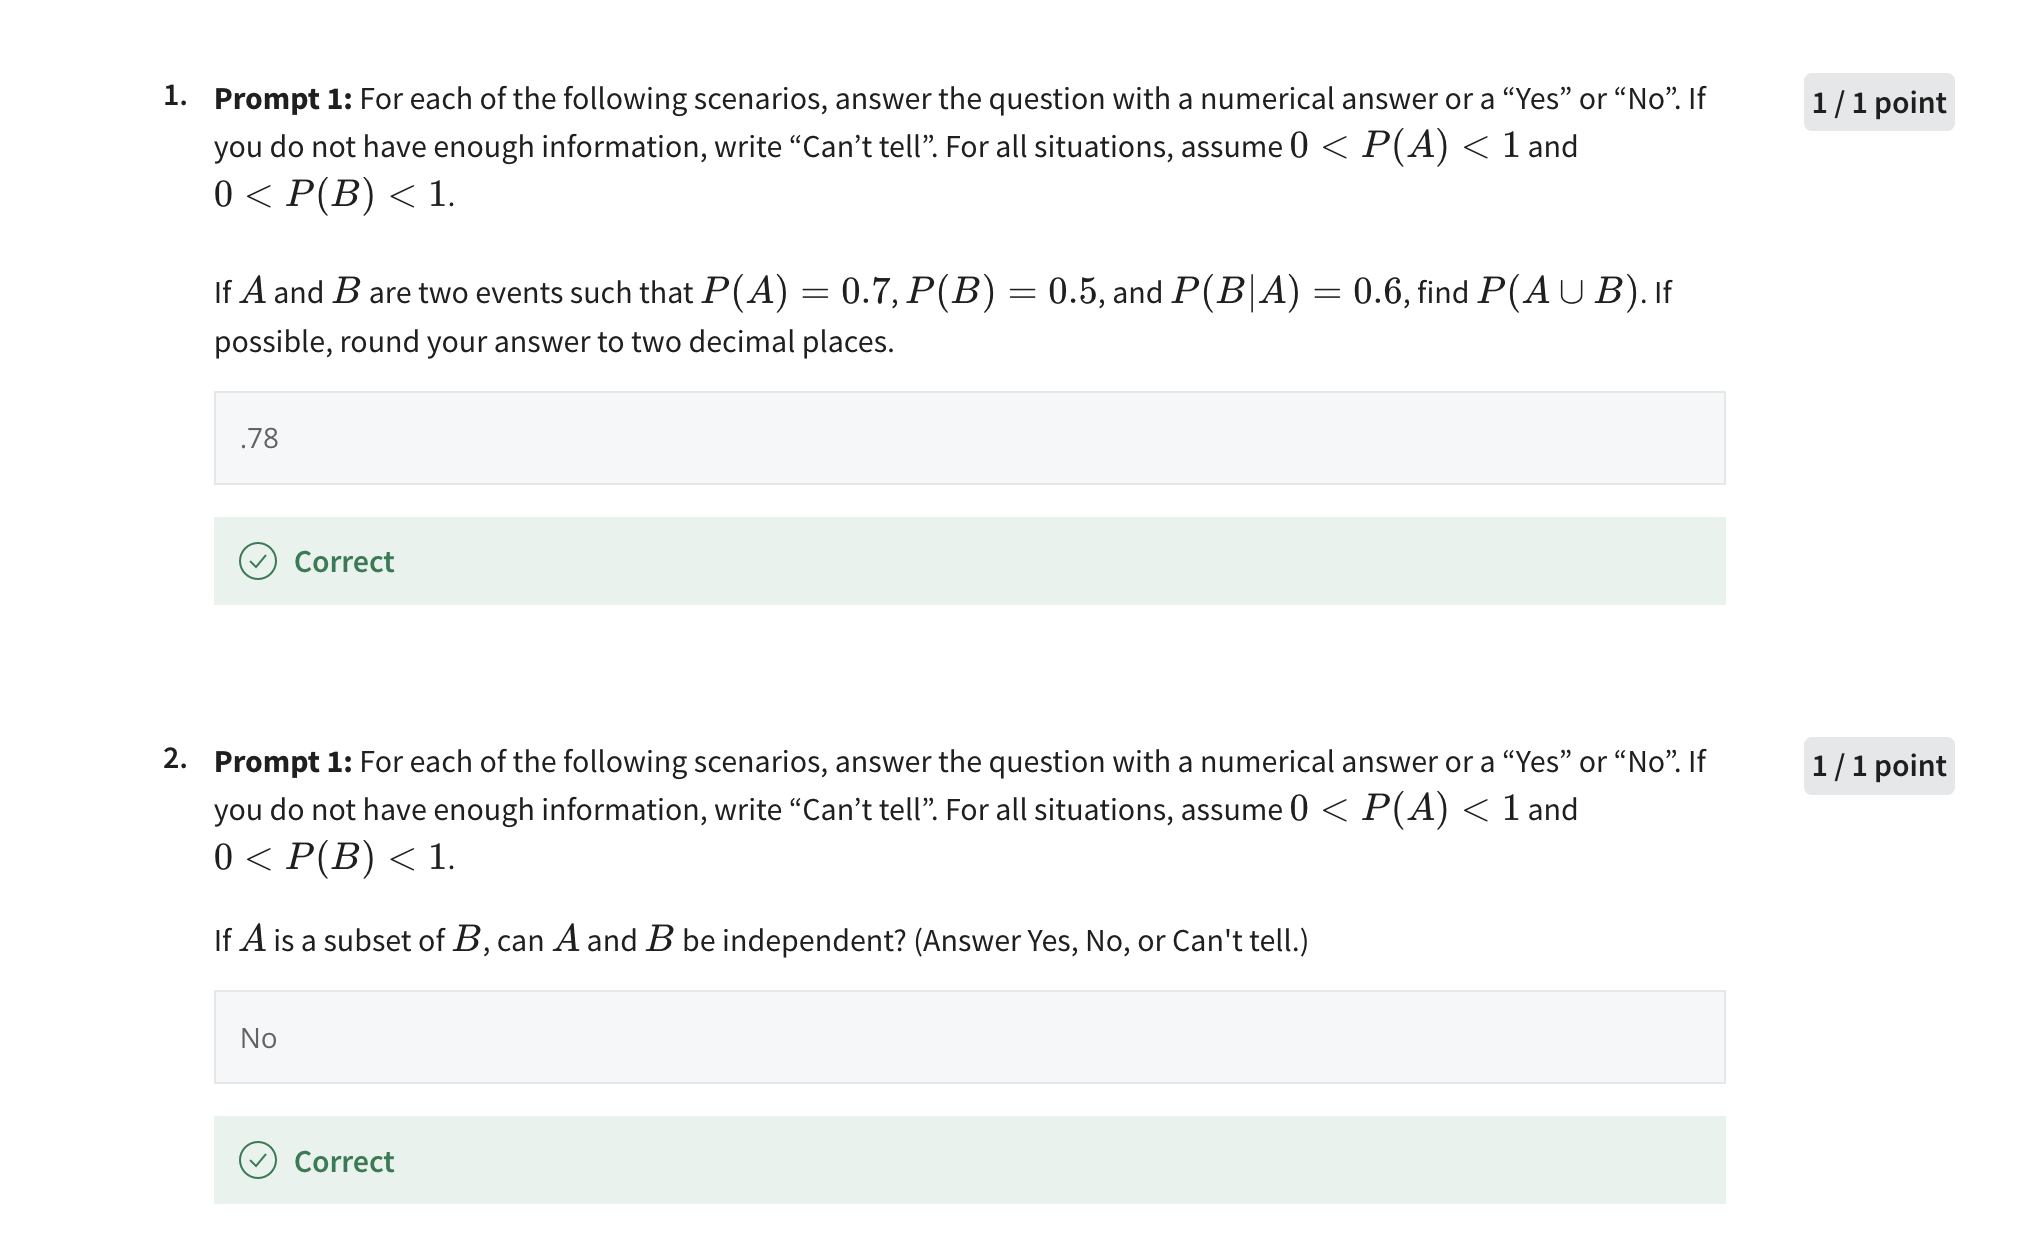 1. Prompt 1: For each of the following scenarios, answer the question with a numerical answer or a “Yes” or “No”. If
1 / 1 point
you do not have enough information, write “Can’t tell”. For all situations, assume 0 < P(A) < 1 and
0 < P(B) < 1.
If A and B are two events such that P(A) = 0.7, P(B) = 0.5, and P(B|A) = 0.6, find P(A ∪ B). If
possible, round your answer to two decimal places.
.78
Correct
2. Prompt 1: For each of the following scenarios, answer the question with a numerical answer or a “Yes” or “No”. If
1 / 1 point
you do not have enough information, write “Can’t tell”. For all situations, assume 0 < P(A) < 1 and
0 < P(B) < 1.
If A is a subset of B, can A and B be independent? (Answer Yes, No, or Can't tell.)
No
Correct